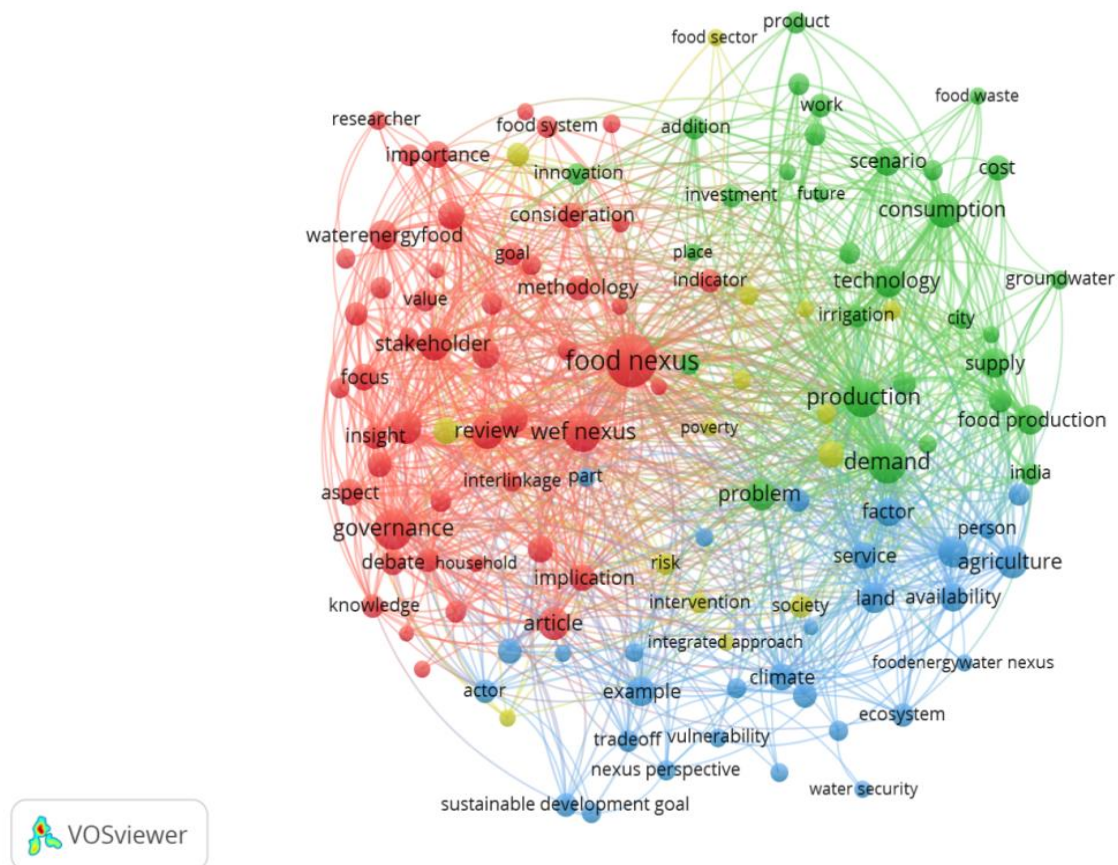 product
food sector
food waste
work
researcher
food system
addition
importance
scenario
cost
innovation
investment
future
consideration
consumption
waterenergyfood
goal
place
methodology
indicator
technology
groundwater
value
irrigation
city
stakeholder
food nexus
supply
focus
production
food production
insight
review
wef nexus
poverty
demand
interlinkage
part
india
aspect
problem
factor
governance
person
debate
household
risk
service
agriculture
implication
knowledge
intervention
society
land
availability
article
integrated approach
foodenergywater nexus
climate
actor
example
ecosystem
tradeoff
vulnerability
nexus perspective
water security
sustainable development goal
VOSviewer